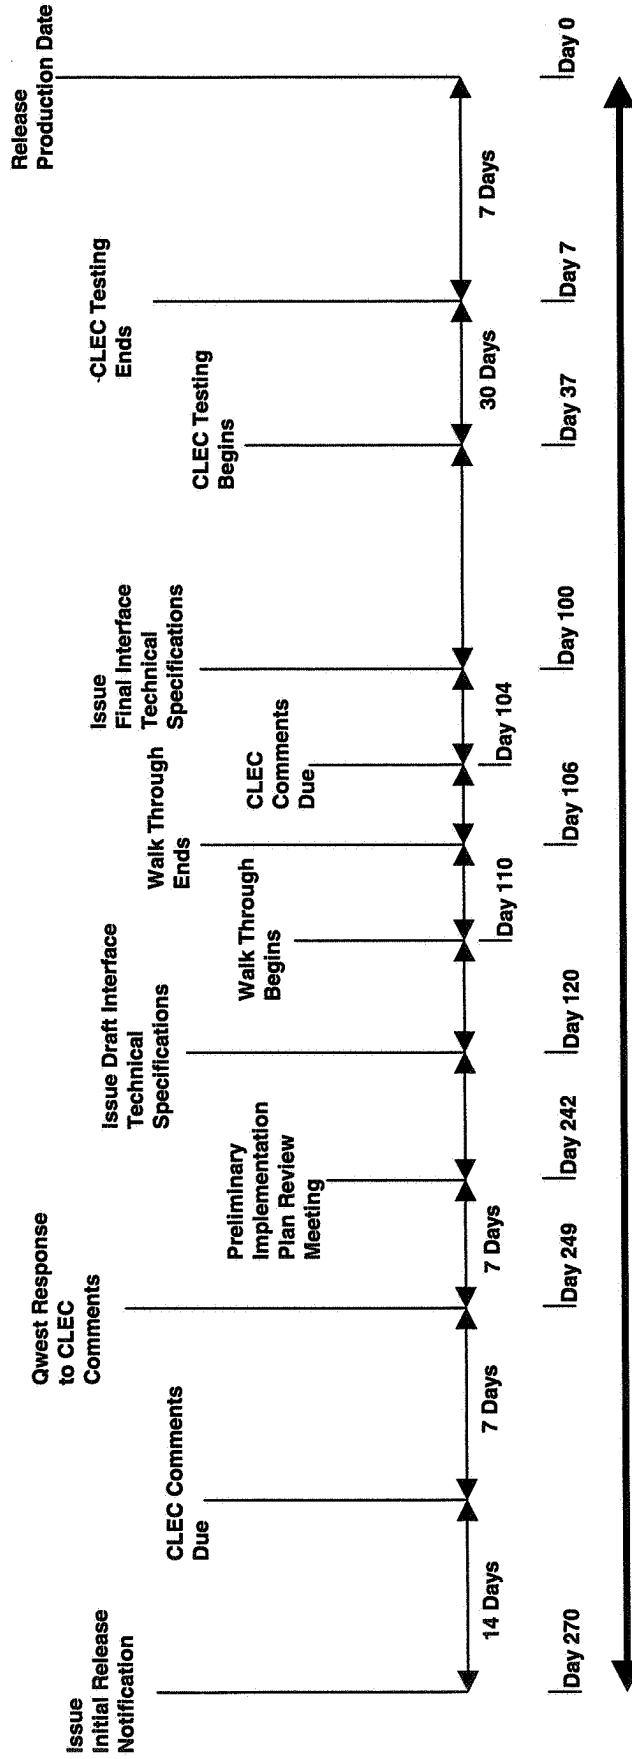 Issue
Initial Release
Notification
CLEC Comments
Due
Qwest Response
to CLEC
Comments
Preliminary
Implementation
Plan Review
Meeting
Issue Draft Interface
Technical
Specifications
Walk Through
Begins
Walk Through
Ends
CLEC
Comments
Due
Issue
Final Interface
Technical
Specifications
CLEC Testing
Begins
CLEC Testing
Ends
Release
Production Date
14 Days
7 Days
7 Days
30 Days
7 Days
Day 270
Day 249
Day 242
Day 120
Day 110
Day 106
Day 104
Day 100
Day 37
Day 7
Day 0